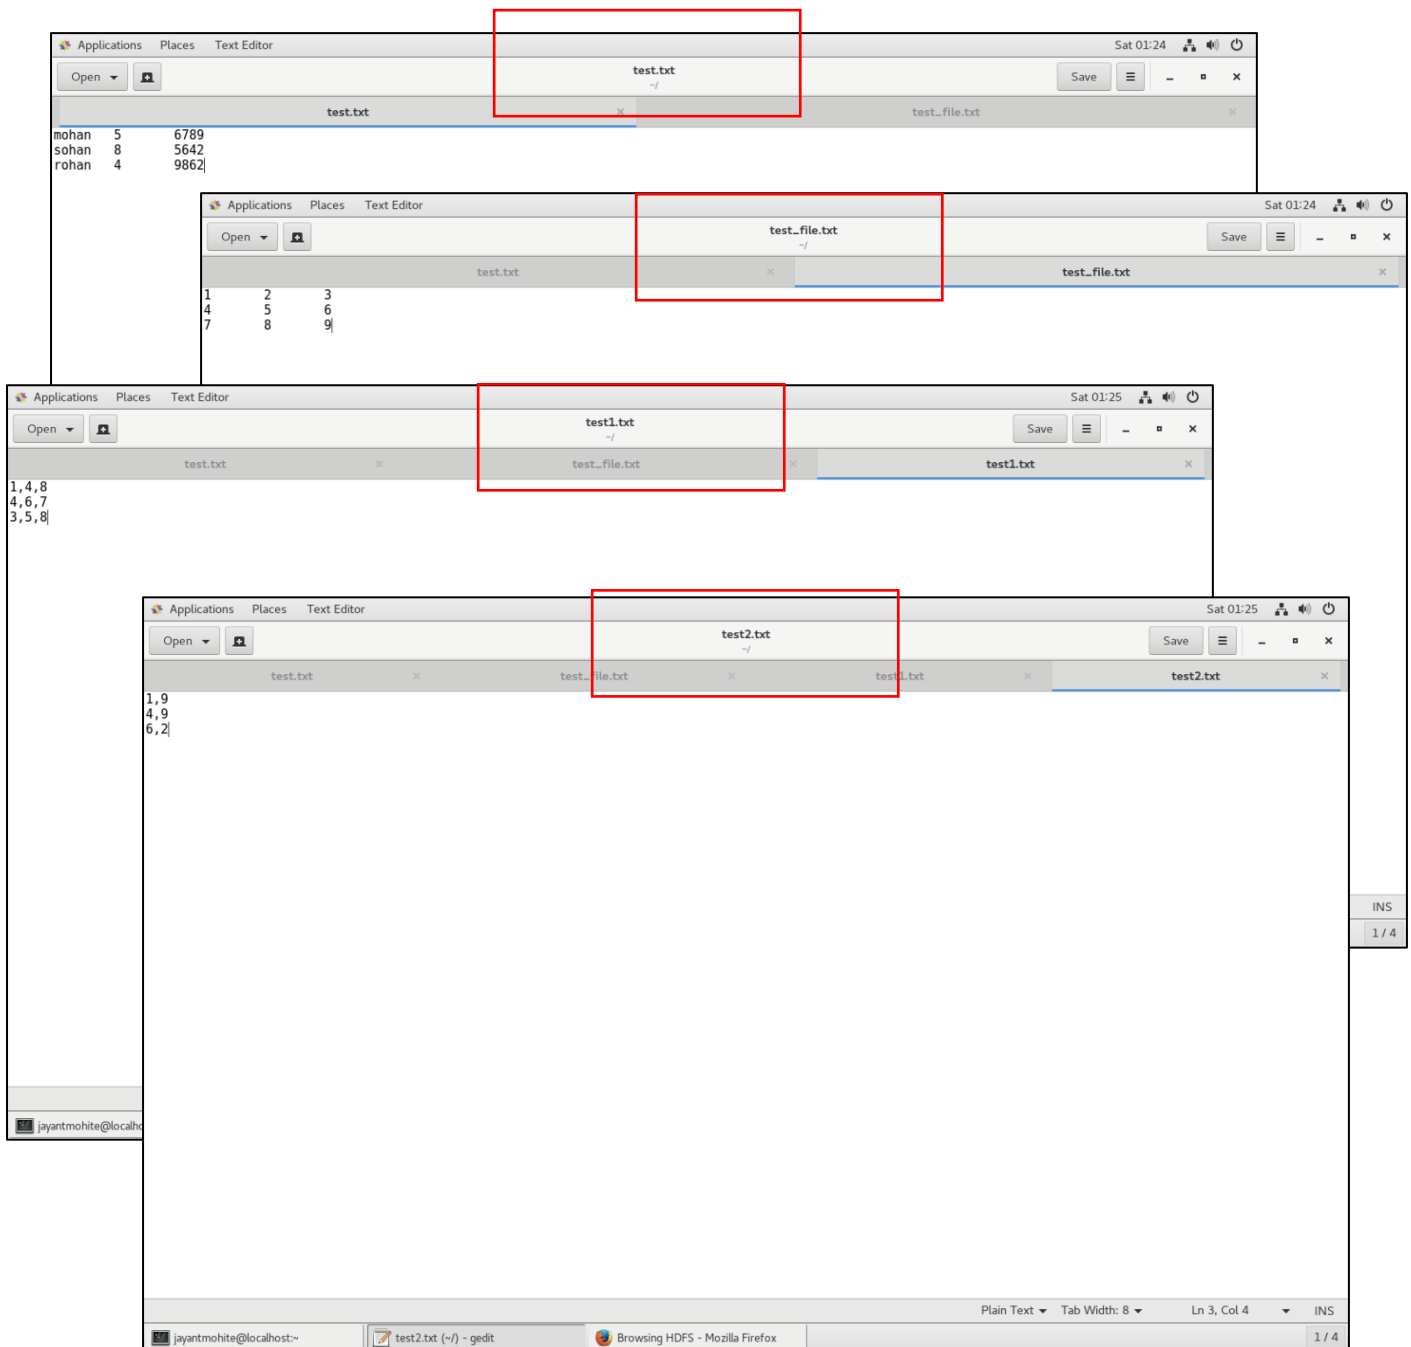 Applications Places Text Editor Sat 01:24
Open test.txt Save
~/
test.txt test_file.txt
mohan 5 6789
sohan 8 5642
rohan 4 9862
Applications Places Text Editor Sat 01:24
Open test_file.txt Save
~/
test.txt test_file.txt
1 2 3
4 5 6
7 8 9
INS
1 / 4
Applications Places Text Editor Sat 01:25
Open test1.txt Save
~/
test.txt test_file.txt test1.txt
1,4,8
4,6,7
3,5,8
jayantmohite@localho
Applications Places Text Editor Sat 01:25
Open test2.txt Save
~/
test.txt test_file.txt test1.txt test2.txt
1,9
4,9
6,2
Plain Text Tab Width: 8 Ln 3, Col 4 INS
jayantmohite@localhost:~ test2.txt (~/) - gedit Browsing HDFS - Mozilla Firefox 1 / 4